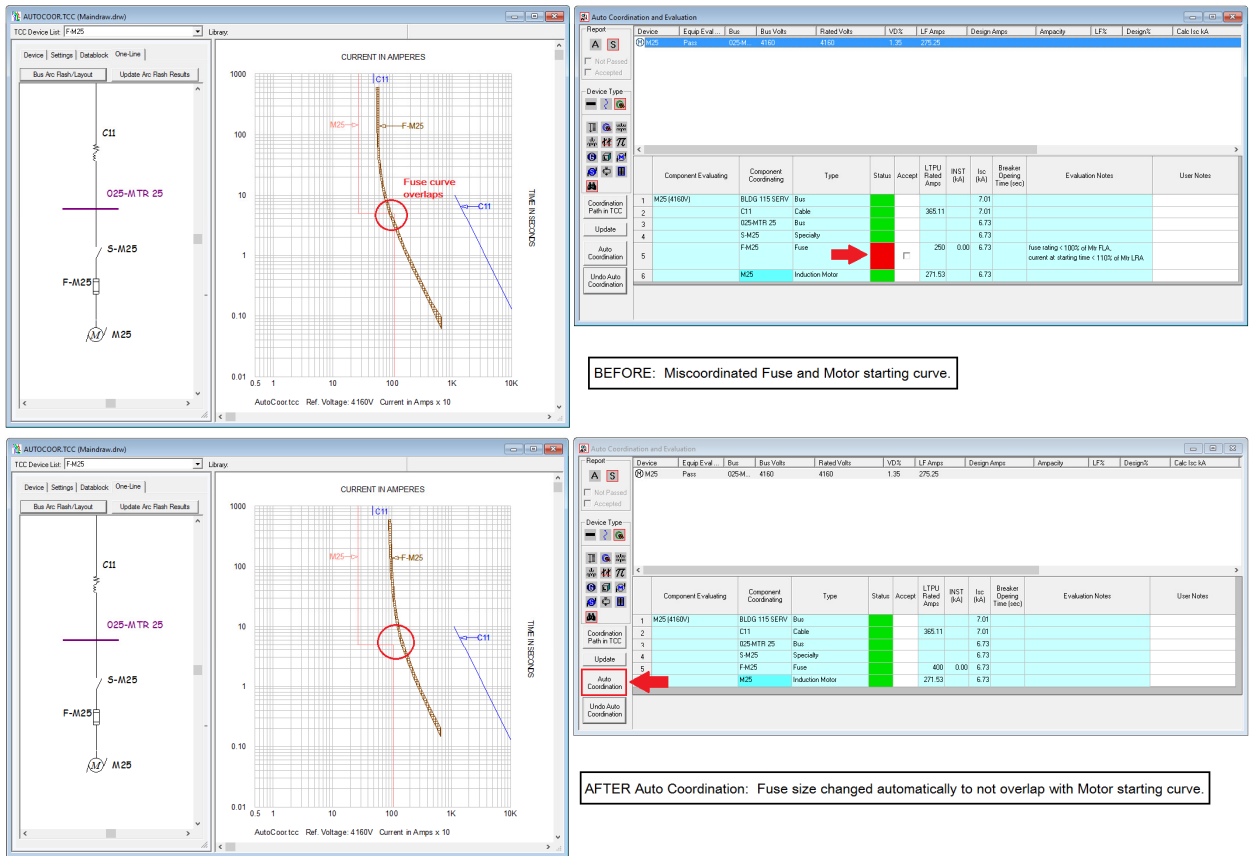 AUTOCOOR.TCC (Maindraw.drw)
TCC Device List: F-M25 Library:
Device Settings Datablock One-Line
Bus Arc Flash/Layout Update Arc Flash Results
C11
025-MTR 25
S-M25
F-M25
M M25
CURRENT IN AMPERES
1000
100
10
1
0.10
0.01
C11
M25 F-M25
Fuse curve
overlaps
C11
TIME IN SECONDS
0.5 1 10 100 1K 10K
AutoCoor.tcc Ref. Voltage: 4160V Current in Amps x 10
Auto Coordination and Evaluation
Report
A S
Not Passed
Accepted
Device Type
Coordination
Path in TCC
Update
Auto
Coordination
Undo Auto
Coordination
Device Equip Eval ... Bus Bus Volts Rated Volts VD% LF Amps Design Amps Ampacity LF% Design% Calc Isc kA
M M25 Pass 025-M... 4160 4160 1.35 275.25
Component Evaluating Component Coordinating Type Status Accept LTPU Rated Amps INST (kA) Isc (kA) Breaker Opening Time (sec) Evaluation Notes User Notes
1 M25 (4160V) BLDG 115 SERV Bus 7.01
2 C11 Cable 365.11 7.01
3 025-MTR 25 Bus 6.73
4 S-M25 Specialty 6.73
5 F-M25 Fuse 250 0.00 6.73 fuse rating < 100% of Mtr FLA,
current at starting time < 110% of Mtr LRA
6 M25 Induction Motor 271.53 6.73
BEFORE: Miscoordinated Fuse and Motor starting curve.
AUTOCOOR.TCC (Maindraw.drw)
TCC Device List: F-M25 Library:
Device Settings Datablock One-Line
Bus Arc Flash/Layout Update Arc Flash Results
C11
025-MTR 25
S-M25
F-M25
M M25
CURRENT IN AMPERES
1000
100
10
1
0.10
0.01
C11
M25 F-M25
C11
TIME IN SECONDS
0.5 1 10 100 1K 10K
AutoCoor.tcc Ref. Voltage: 4160V Current in Amps x 10
Auto Coordination and Evaluation
Report
A S
Not Passed
Accepted
Device Type
Coordination
Path in TCC
Update
Auto
Coordination
Undo Auto
Coordination
Device Equip Eval ... Bus Bus Volts Rated Volts VD% LF Amps Design Amps Ampacity LF% Design% Calc Isc kA
M M25 Pass 025-M... 4160 4160 1.35 275.25
Component Evaluating Component Coordinating Type Status Accept LTPU Rated Amps INST (kA) Isc (kA) Breaker Opening Time (sec) Evaluation Notes User Notes
1 M25 (4160V) BLDG 115 SERV Bus 7.01
2 C11 Cable 365.11 7.01
3 025-MTR 25 Bus 6.73
4 S-M25 Specialty 6.73
5 F-M25 Fuse 400 0.00 6.73
M25 Induction Motor 271.53 6.73
AFTER Auto Coordination: Fuse size changed automatically to not overlap with Motor starting curve.